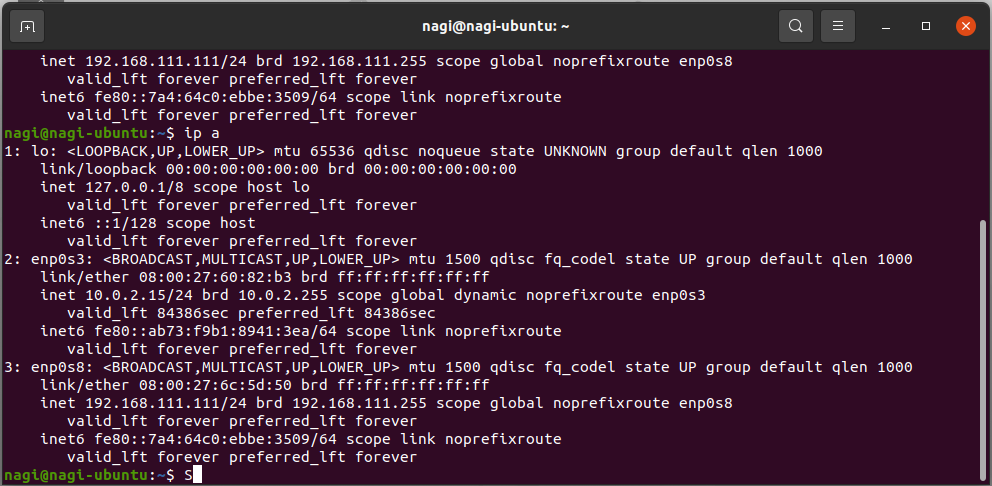 nagi@nagi-ubuntu: ~
inet 192.168.111.111/24 brd 192.168.111.255 scope global noprefixroute enp0s8
valid_lft forever preferred_lft forever
inet6 fe80::7a4:64c0:ebbe:3509/64 scope link noprefixroute
valid_lft forever preferred_lft forever
nagi@nagi-ubuntu:~$ ip a
1: lo: <LOOPBACK,UP,LOWER_UP> mtu 65536 qdisc noqueue state UNKNOWN group default qlen 1000
link/loopback 00:00:00:00:00:00 brd 00:00:00:00:00:00
inet 127.0.0.1/8 scope host lo
valid_lft forever preferred_lft forever
inet6 ::1/128 scope host
valid_lft forever preferred_lft forever
2: enp0s3: <BROADCAST,MULTICAST,UP,LOWER_UP> mtu 1500 qdisc fq_codel state UP group default qlen 1000
link/ether 08:00:27:60:82:b3 brd ff:ff:ff:ff:ff:ff
inet 10.0.2.15/24 brd 10.0.2.255 scope global dynamic noprefixroute enp0s3
valid_lft 84386sec preferred_lft 84386sec
inet6 fe80::ab73:f9b1:8941:3ea/64 scope link noprefixroute
valid_lft forever preferred_lft forever
3: enp0s8: <BROADCAST,MULTICAST,UP,LOWER_UP> mtu 1500 qdisc fq_codel state UP group default qlen 1000
link/ether 08:00:27:6c:5d:50 brd ff:ff:ff:ff:ff:ff
inet 192.168.111.111/24 brd 192.168.111.255 scope global noprefixroute enp0s8
valid_lft forever preferred_lft forever
inet6 fe80::7a4:64c0:ebbe:3509/64 scope link noprefixroute
valid_lft forever preferred_lft forever
nagi@nagi-ubuntu:~$ S